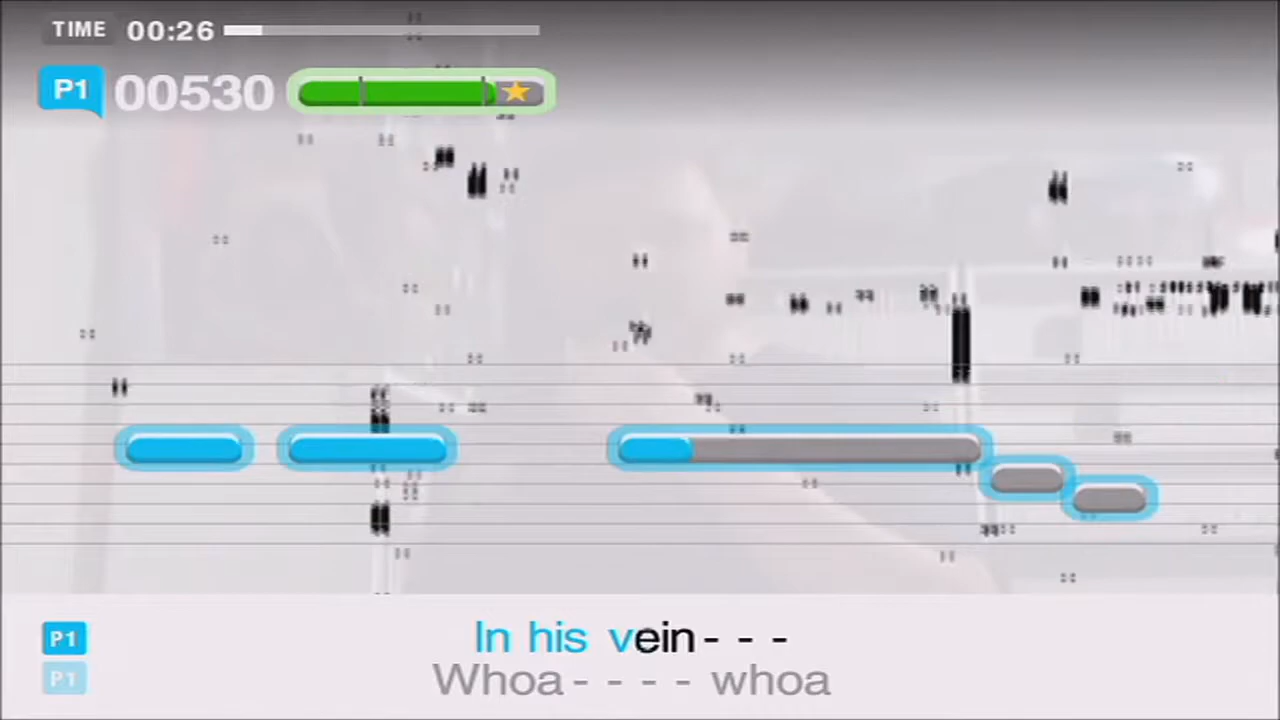 TIME 00:26
P1 00530
P1 In his vein- - -
P1 Whoa- - - - whoa